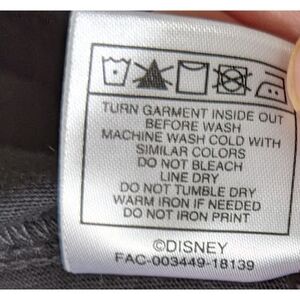 TURN GARMENT INSIDE OUT
BEFORE WASH
MACHINE WASH COLD WITH
SIMILAR COLORS
DO NOT BLEACH
LINE DRY
DO NOT TUMBLE DRY
WARM IRON IF NEEDED
DO NOT IRON PRINT
©DISNEY
FAC-003449-18139